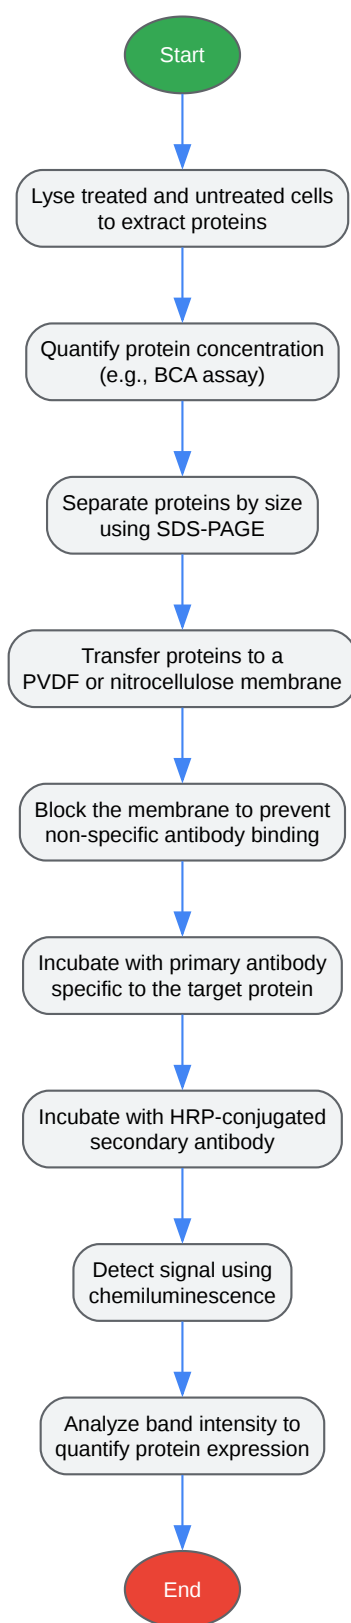 Start
Lyse treated and untreated cells
to extract proteins
Quantify protein concentration
(e.g., BCA assay)
Separate proteins by size
using SDS-PAGE
Transfer proteins to a
PVDF or nitrocellulose membrane
Block the membrane to prevent
non-specific antibody binding
Incubate with primary antibody
specific to the target protein
Incubate with HRP-conjugated
secondary antibody
Detect signal using
chemiluminescence
Analyze band intensity to
quantify protein expression
End